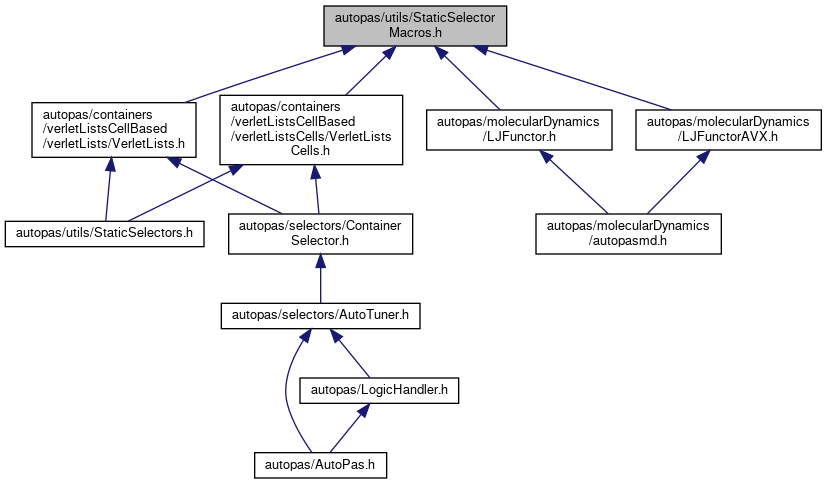 autopas/utils/StaticSelector
Macros.h
autopas/containers
/verletListsCellBased
/verletLists/VerletLists.h
autopas/containers
/verletListsCellBased
/verletListsCells/VerletLists
Cells.h
autopas/molecularDynamics
/LJFunctor.h
autopas/molecularDynamics
/LJFunctorAVX.h
autopas/utils/StaticSelectors.h
autopas/selectors/Container
Selector.h
autopas/molecularDynamics
/autopasmd.h
autopas/selectors/AutoTuner.h
autopas/LogicHandler.h
autopas/AutoPas.h